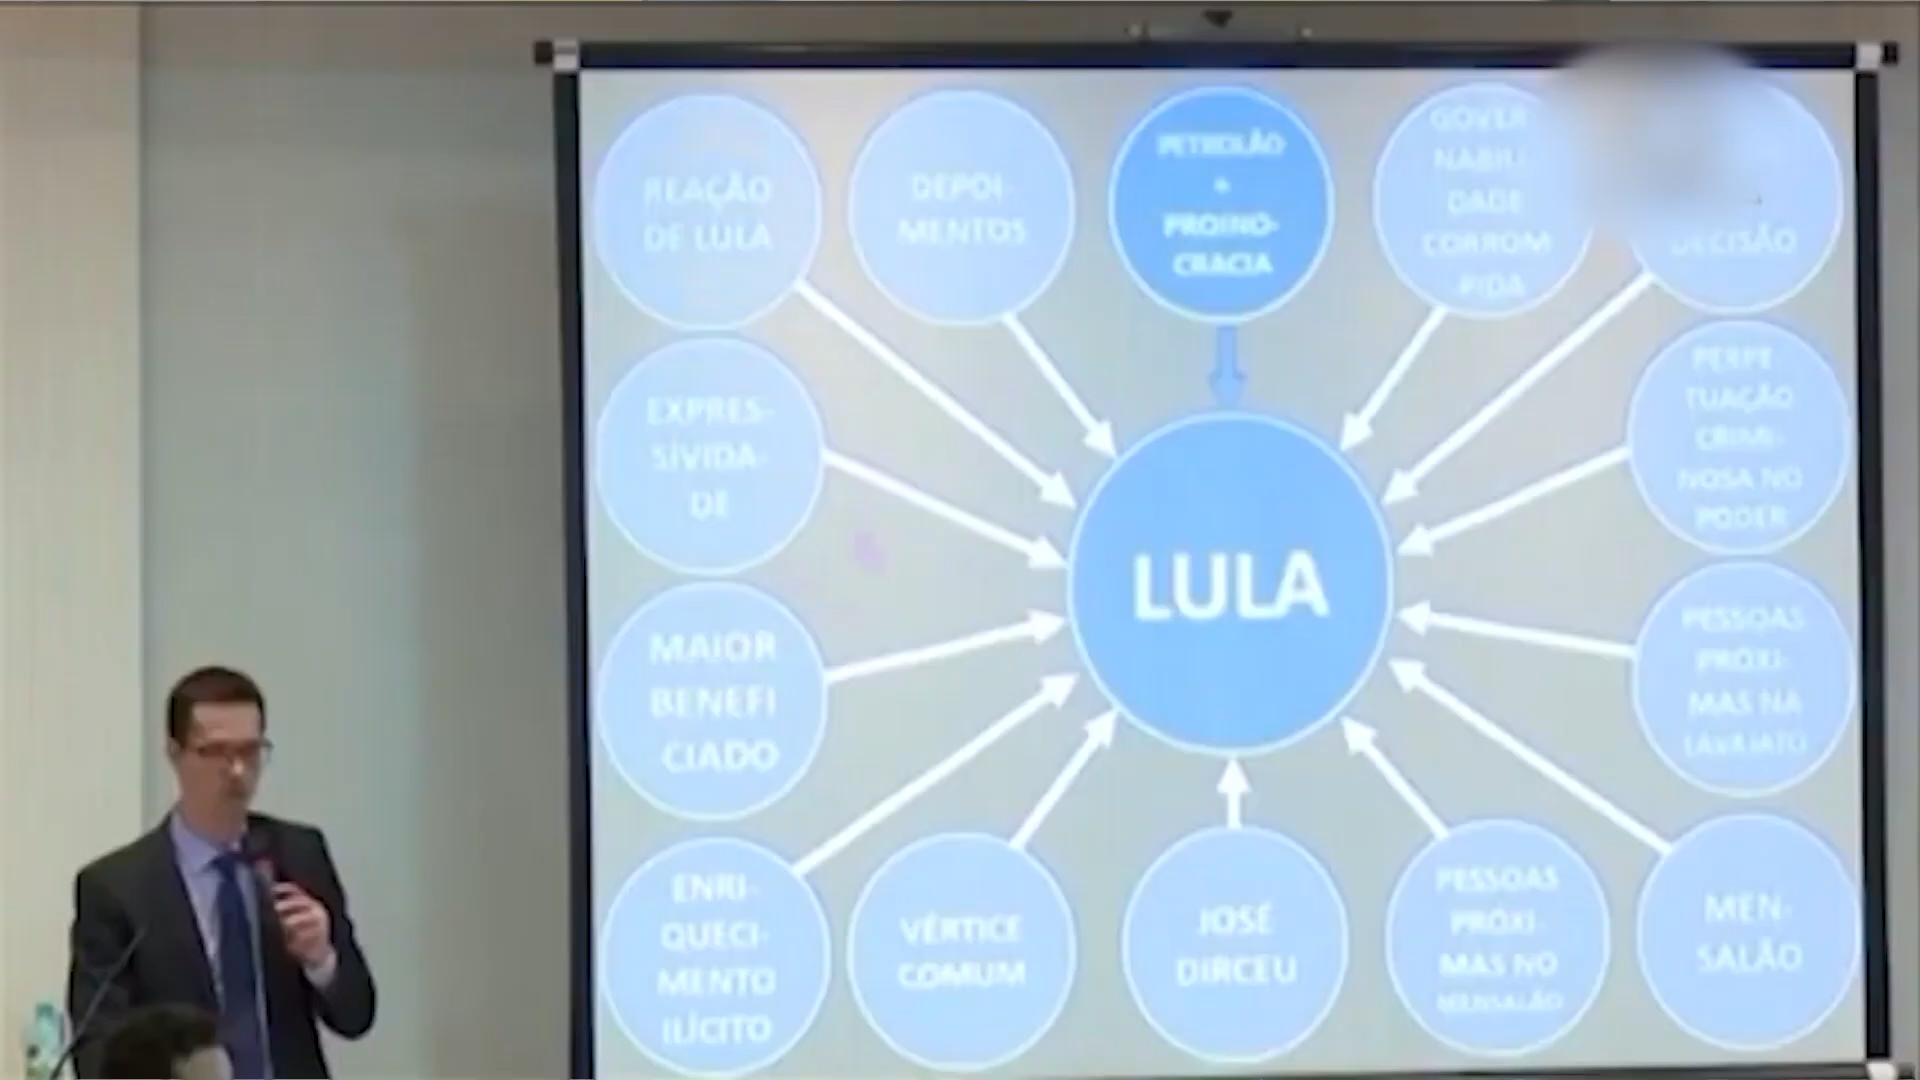 REAÇÃO
DE LULA
DEPOI-
MENTOS
PETROLÃO
+
PROPINO-
CRACIA
GOVER
NABILI-
DADE
CORROM
PIDA
DECISÃO
EXPRES-
SIVIDA-
DE
PERPE
TUAÇÃO
CRIMI-
NOSA NO
PODER
LULA
MAIOR
BENEFI
CIADO
PESSOAS
PRÓXI-
MAS NA
LAVAJATO
ENRI-
QUECI-
MENTO
ILÍCITO
VÉRTICE
COMUM
JOSÉ
DIRCEU
PESSOAS
PRÓXI-
MAS NO
MENSALÃO
MEN-
SALÃO